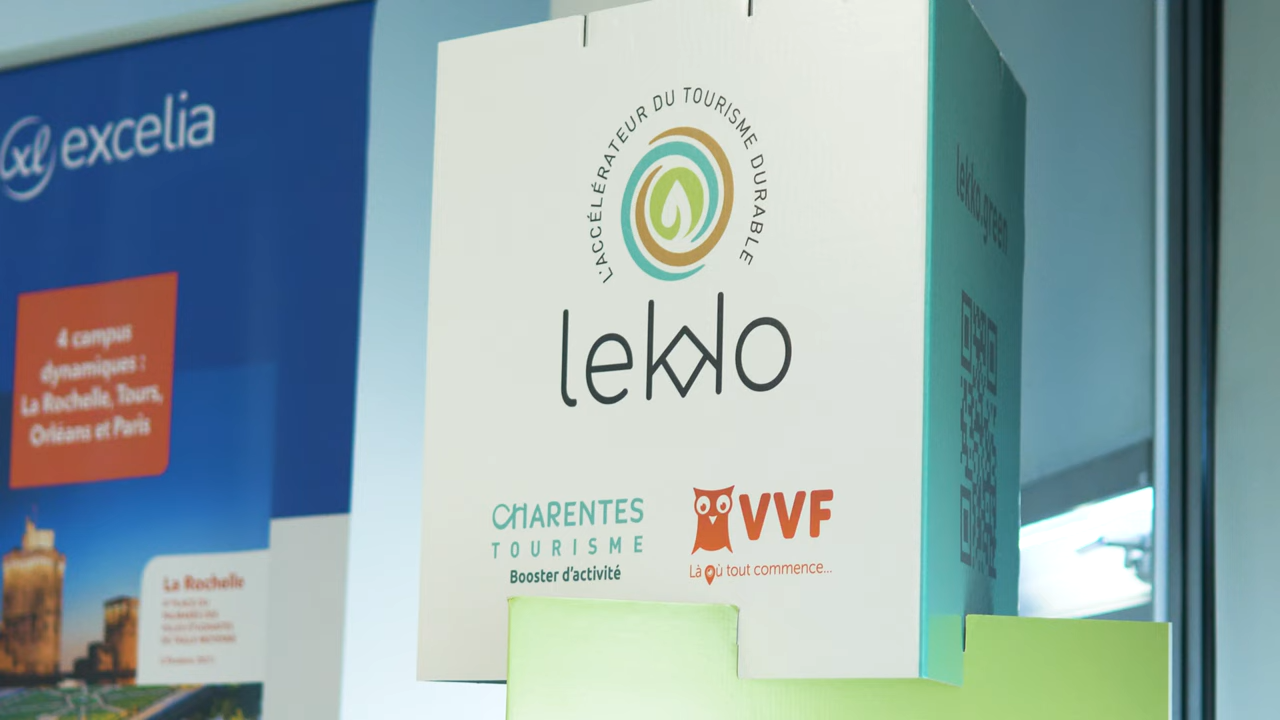 xl excelia
4 campus
dynamiques :
La Rochelle, Tours,
Orléans et Paris
La Rochelle
L'ACCÉLÉRATEUR DU TOURISME DURABLE
lekko
CHARENTES
TOURISME
Booster d'activité
VVF
Là où tout commence...
lekko.green